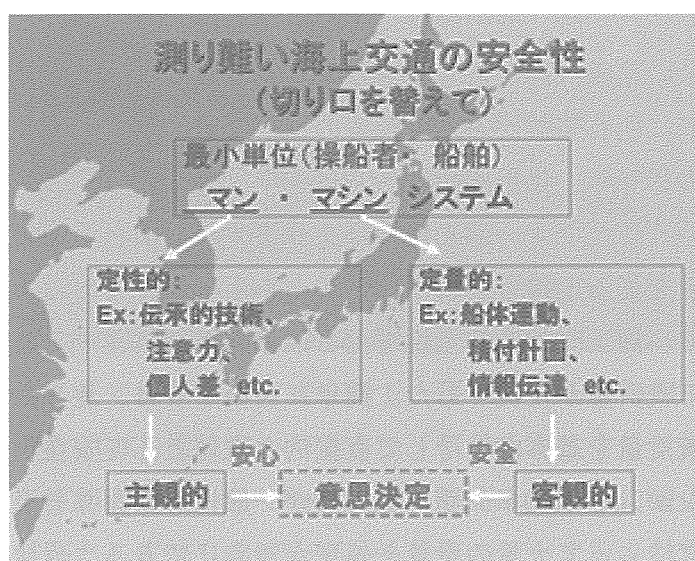 測り難い海上交通の安全性
(切り口を替えて)
最小単位(操船者・ 船舶)
マン ・ マシン システム
定性的:
Ex:伝承的技術、
注意力、
個人差 etc.
定量的:
Ex:船体運動、
積付計画、
情報伝達 etc.
安心
安全
主観的
意思決定
客観的